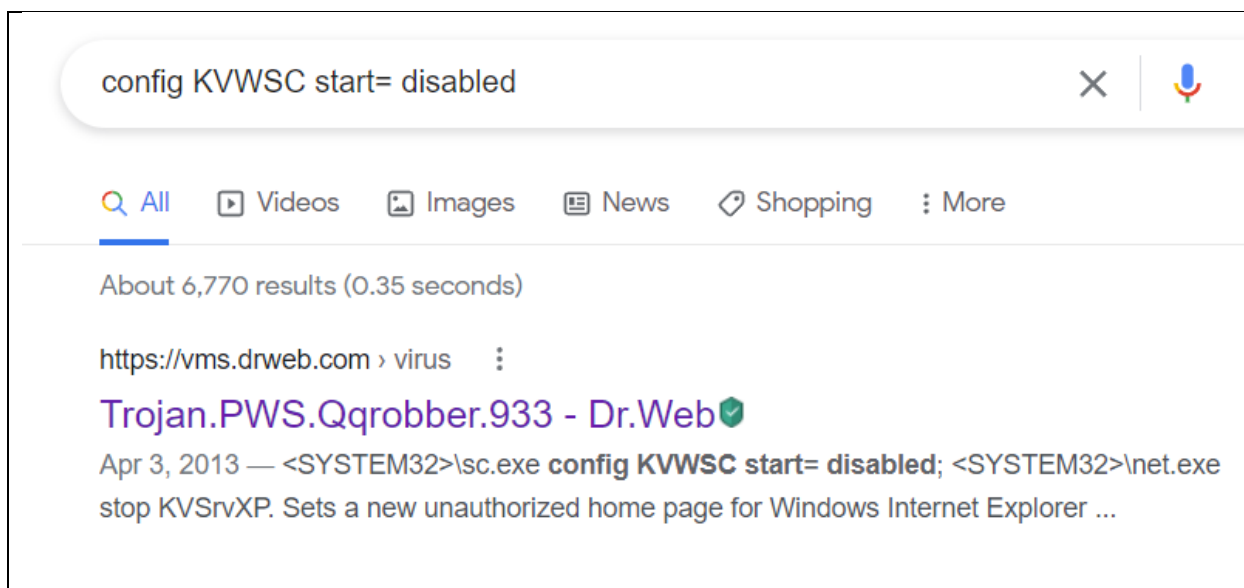 config KVWSC start= disabled
All Videos Images News Shopping More
About 6,770 results (0.35 seconds)
https://vms.drweb.com › virus
Trojan.PWS.Qqrobber.933 - Dr.Web
Apr 3, 2013 — <SYSTEM32>\sc.exe config KVWSC start= disabled; <SYSTEM32>\net.exe
stop KVSrvXP. Sets a new unauthorized home page for Windows Internet Explorer ...